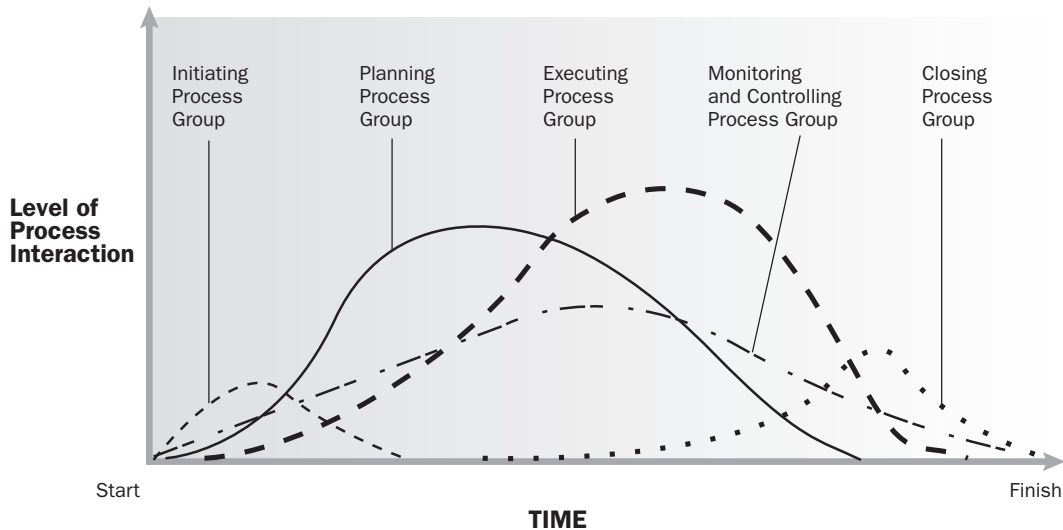 Initiating
Process
Group
Planning
Process
Group
Executing
Process
Group
Monitoring
and Controlling
Process Group
Closing
Process
Group
Level of
Process
Interaction
Start
Finish
TIME